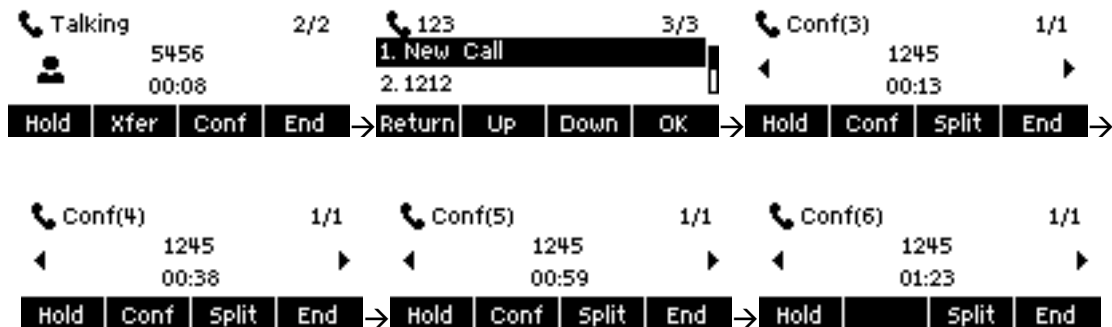 Talking 2/2
5456
00:08
Hold Xfer Conf End →
123 3/3
1. New Call
2. 1212
Return Up Down OK →
Conf(3) 1/1
1245
00:13
Hold Conf Split End →
Conf(4) 1/1
1245
00:38
Hold Conf Split End →
Conf(5) 1/1
1245
00:59
Hold Conf Split End →
Conf(6) 1/1
1245
01:23
Hold Split End